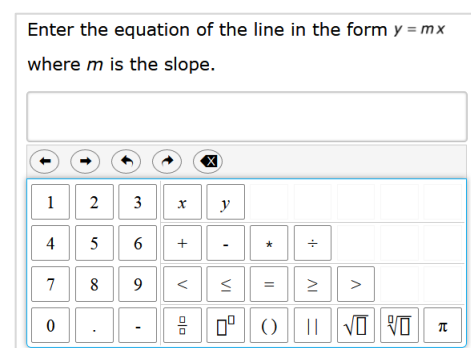 Enter the equation of the line in the form y = mx
where m is the slope.
1 2 3 x y
4 5 6 + - * ÷
7 8 9 < ≤ = ≥ >
0 . - ( ) | | √ √ π